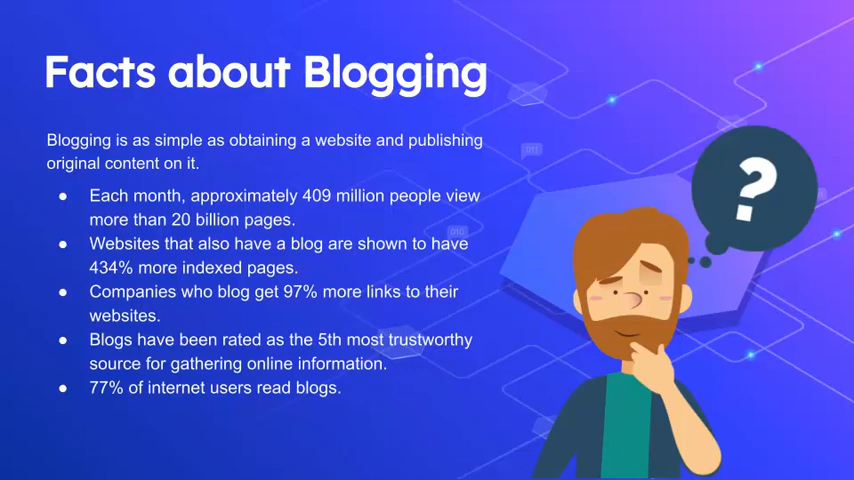 Facts about Blogging
Blogging is as simple as obtaining a website and publishing
original content on it.
● Each month, approximately 409 million people view
more than 20 billion pages.
● Websites that also have a blog are shown to have
434% more indexed pages.
● Companies who blog get 97% more links to their
websites.
● Blogs have been rated as the 5th most trustworthy
source for gathering online information.
● 77% of internet users read blogs.
?